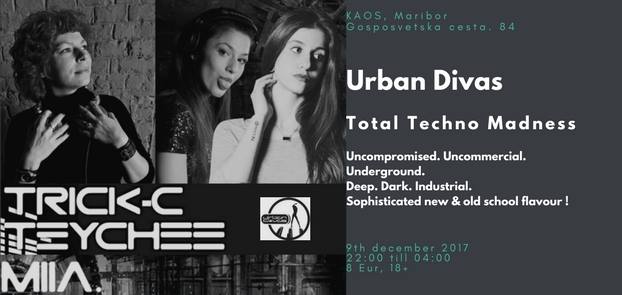 KAOS, Maribor
Gosposvetska cesta. 84
Urban Divas
Total Techno Madness
Uncompromised. Uncommercial.
Underground.
Deep. Dark. Industrial.
Sophisticated new & old school flavour !
9th december 2017
22:00 till 04:00
8 Eur, 18+
TRICK-C
TEYCHEE
MIIA.